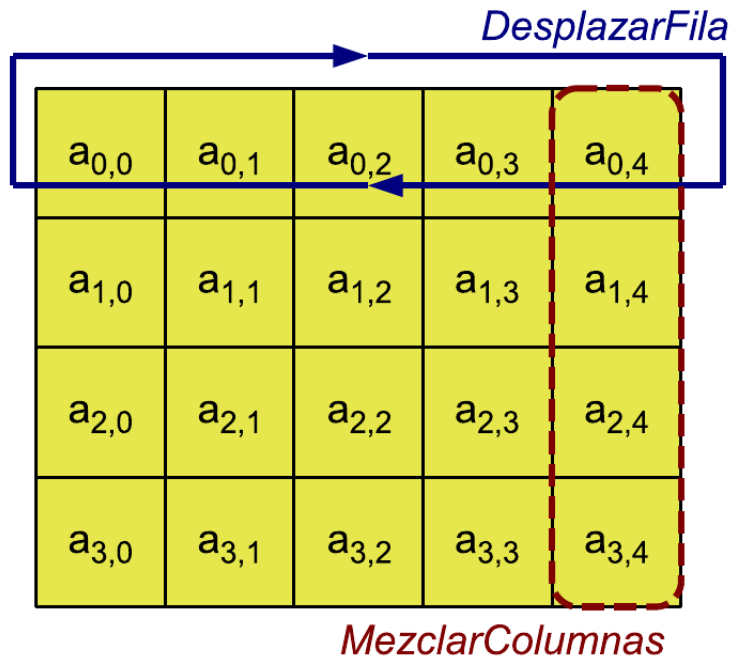 DesplazarFila
a0,0 a0,1 a0,2 a0,3 a0,4
a1,0 a1,1 a1,2 a1,3 a1,4
a2,0 a2,1 a2,2 a2,3 a2,4
a3,0 a3,1 a3,2 a3,3 a3,4
MezclarColumnas